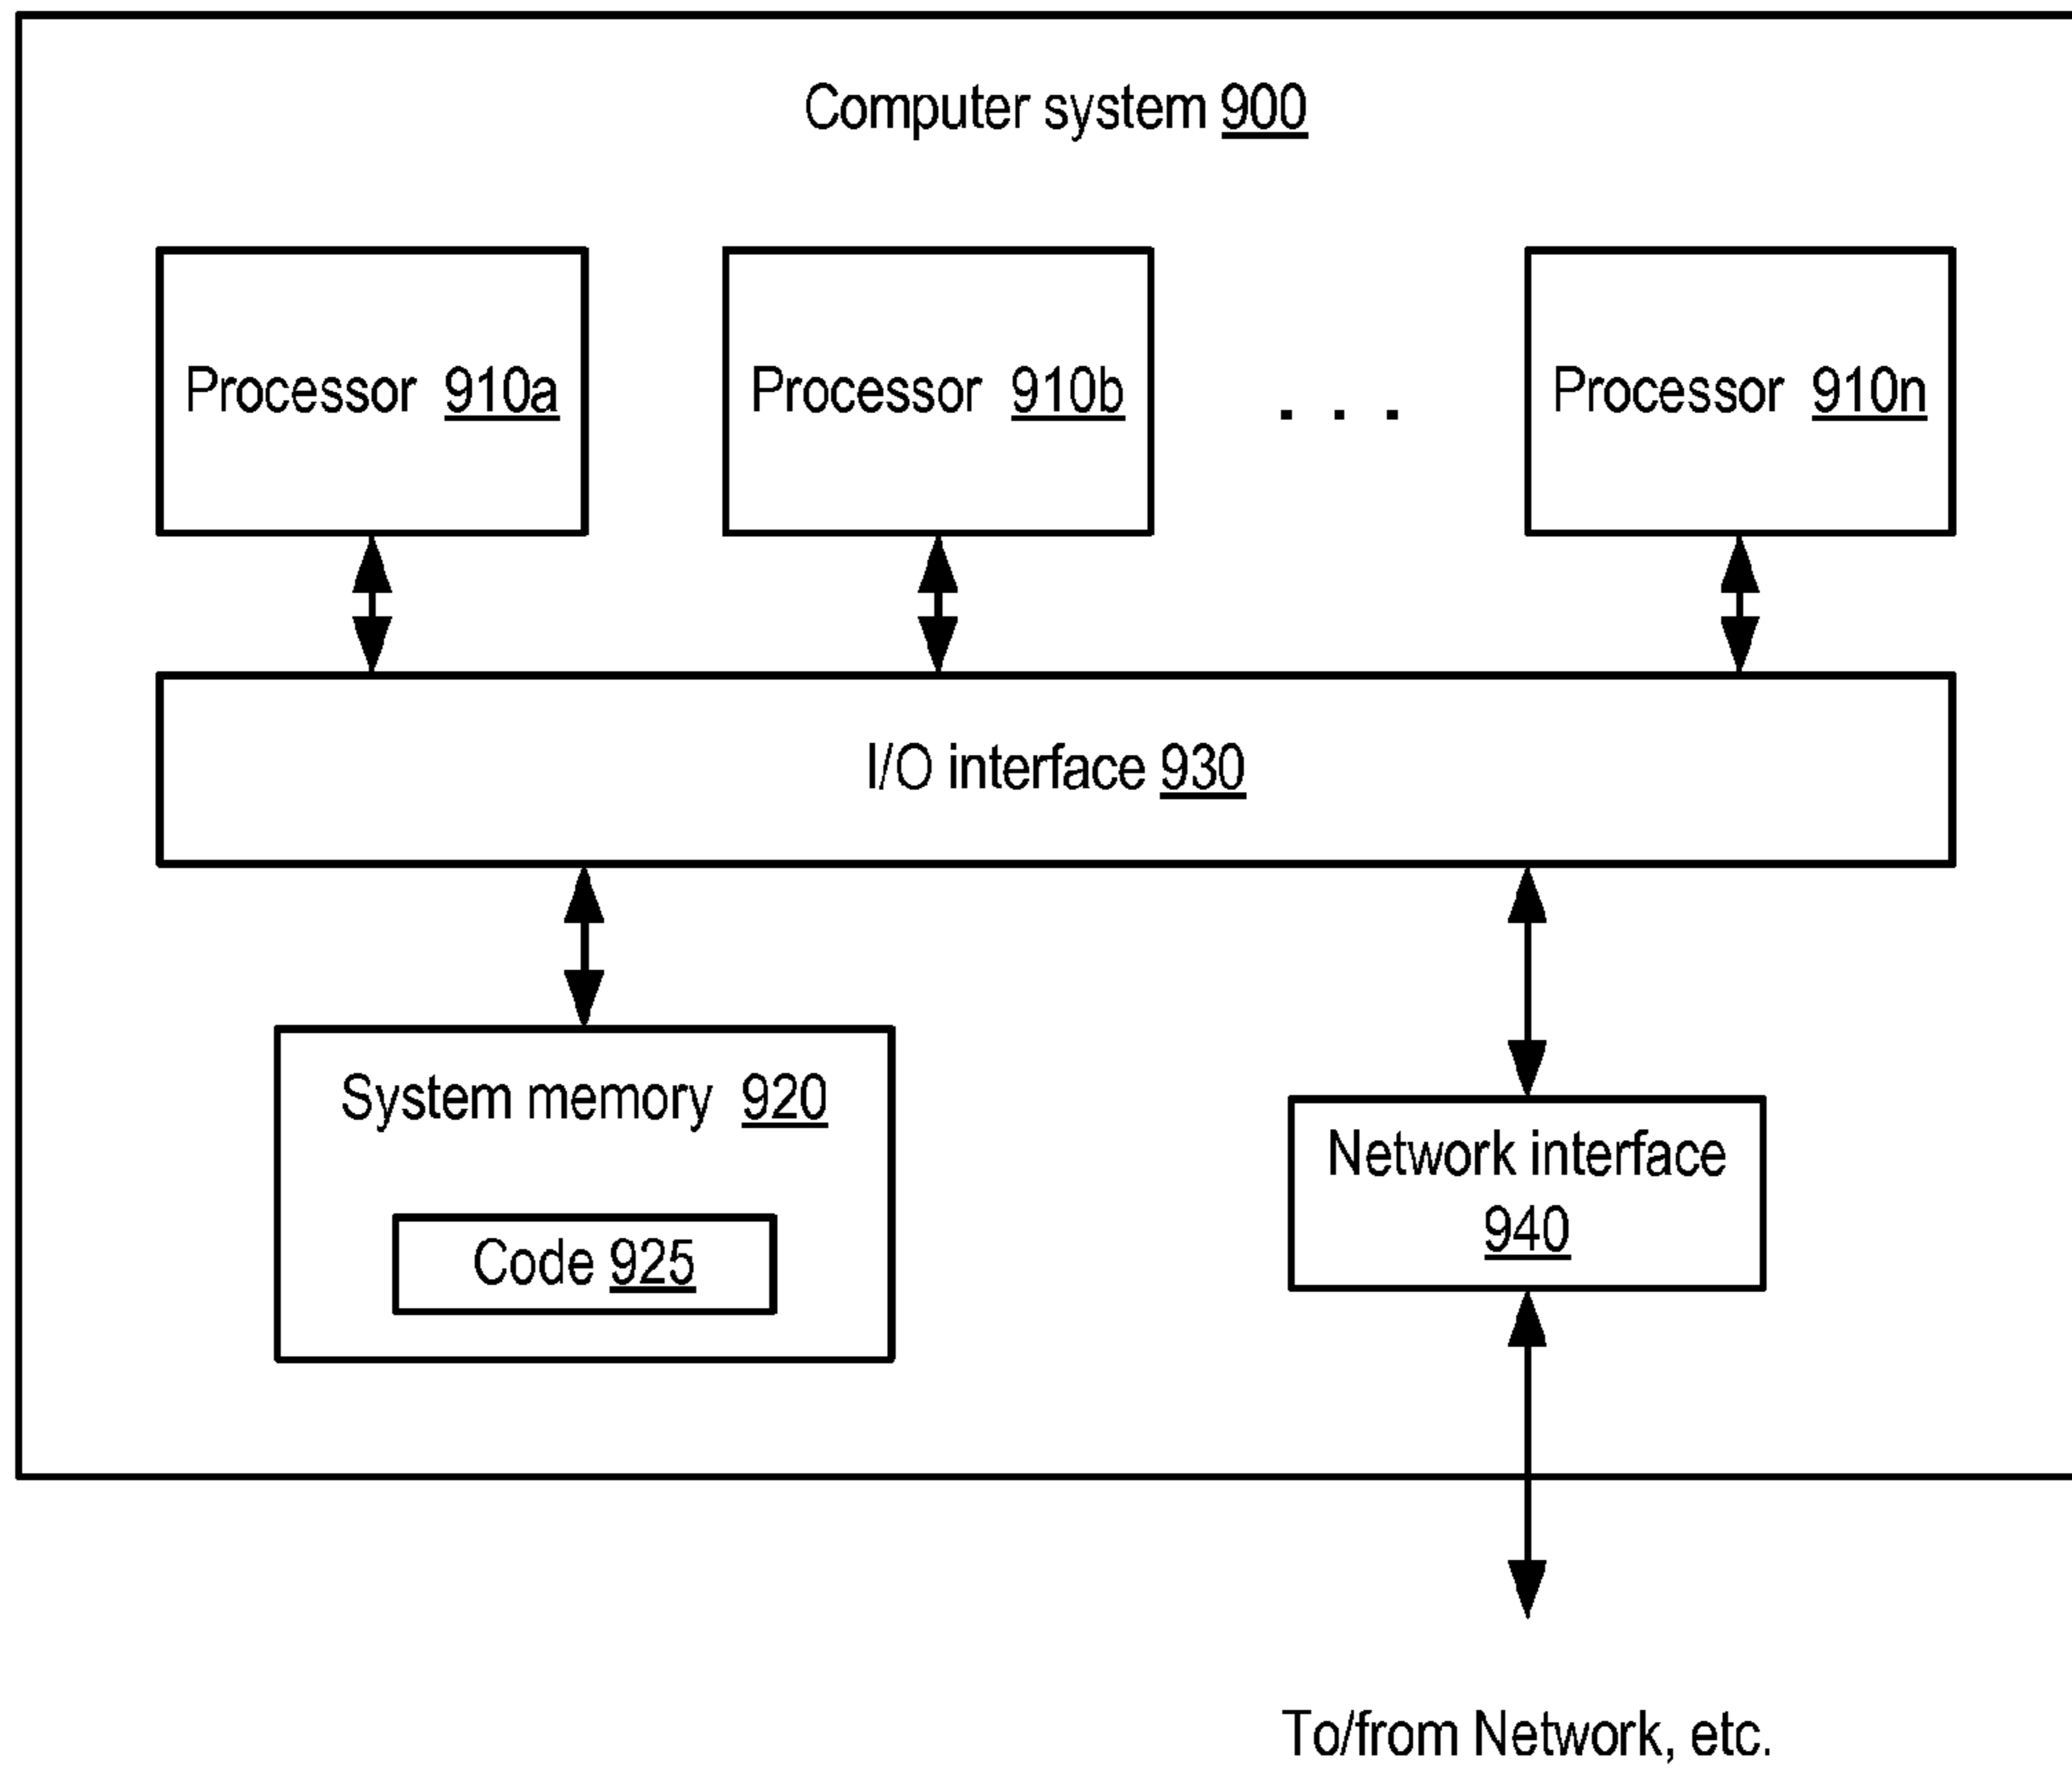 Computer system 900
Processor 910a
Processor 910b
. . .
Processor 910n
I/O interface 930
System memory 920
Code 925
Network interface
940
To/from Network, etc.